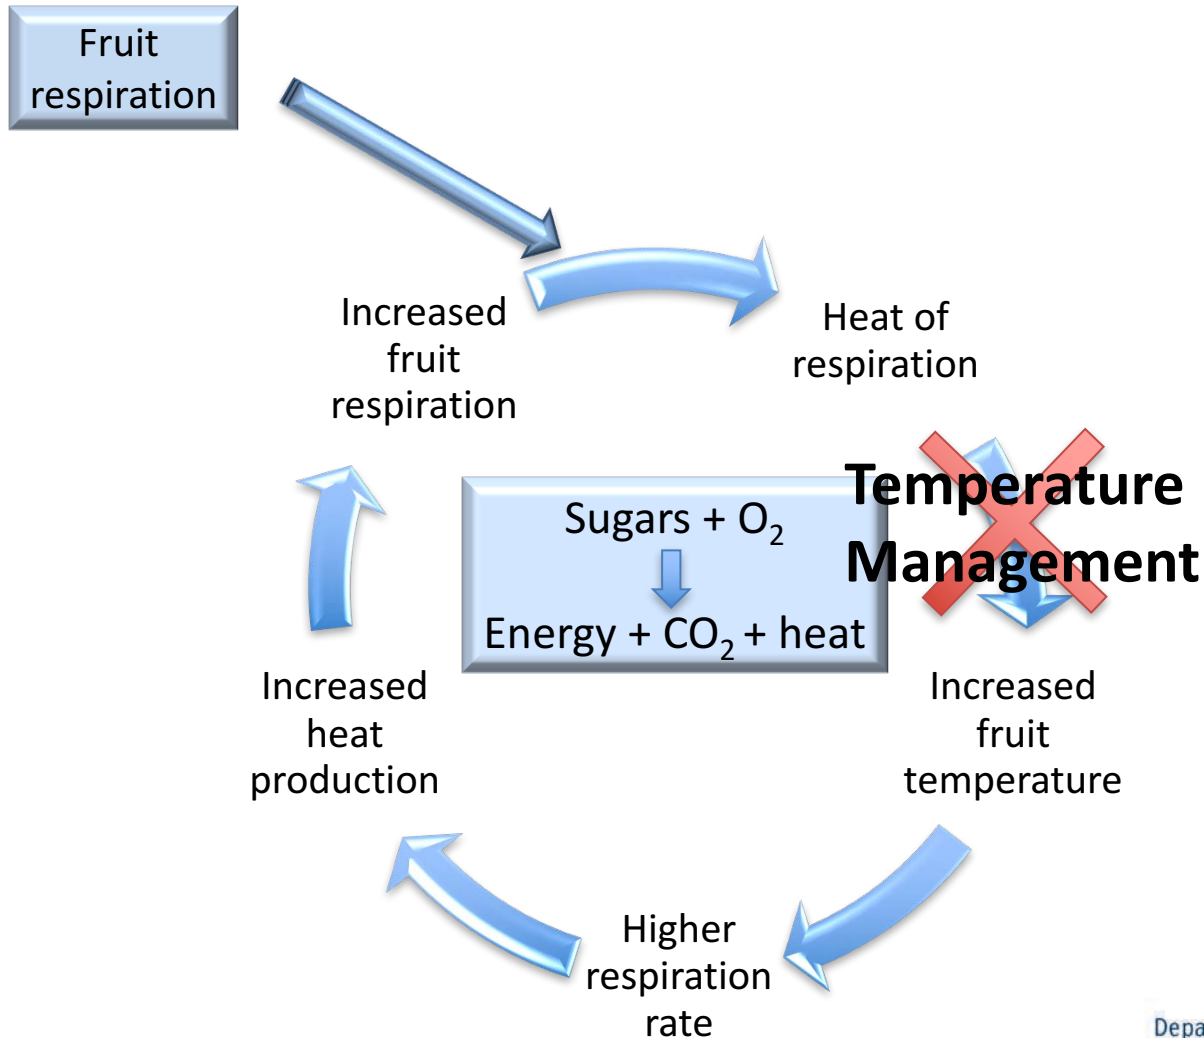 Fruit
respiration
Increased
fruit
respiration
Heat of
respiration
Temperature
Management
Sugars + O₂
Energy + CO₂ + heat
Increased
fruit
temperature
Higher
respiration
rate
Increased
heat
production
Depa